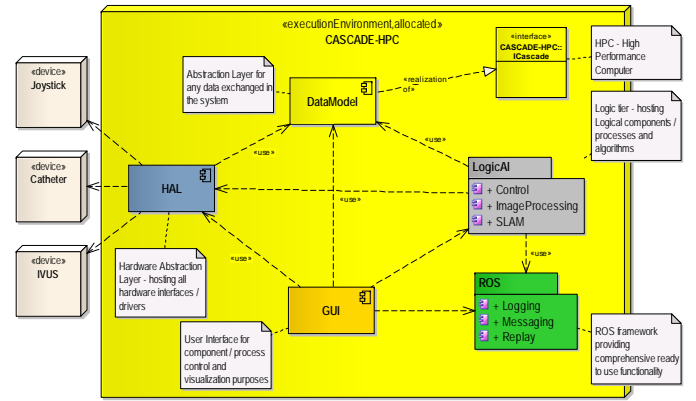 «executionEnvironment,allocated»
CASCADE-HPC
«device»
Joystick
«device»
Catheter
«device»
IVUS
Abstraction Layer for
any data exchanged in
the system
DataModel
«realization
of»
«interface»
CASCADE-HPC::
ICascade
HPC - High
Performance
Computer
Logic tier - hosting
Logical components /
processes and
algorithms
«use»
«use»
HAL
«use»
LogicAI
+ Control
+ ImageProcessing
+ SLAM
Hardware Abstraction
Layer - hosting all
hardware interfaces /
drivers
«use»
«use»
GUI
ROS
+ Logging
+ Messaging
+ Replay
User Interface for
component / process
control and
visualization purposes
ROS framework
providing
comprehensive ready
to use functionality